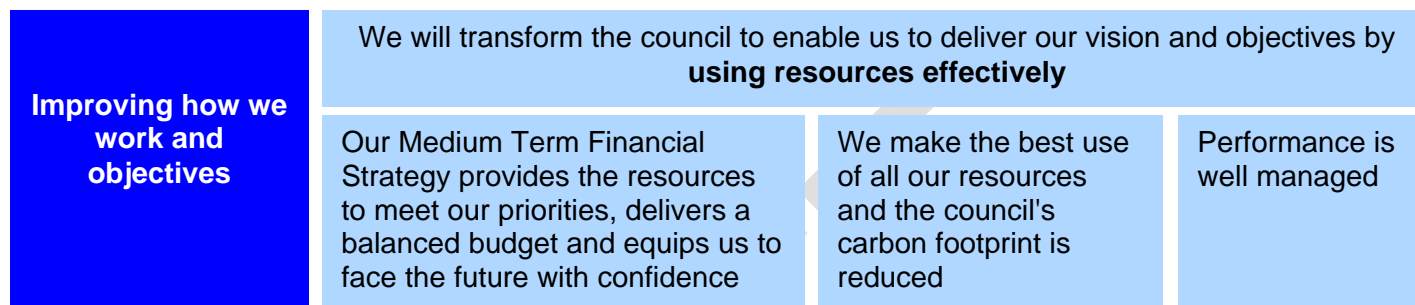 Improving how we
work and
objectives
We will transform the council to enable us to deliver our vision and objectives by
using resources effectively
Our Medium Term Financial
Strategy provides the resources
to meet our priorities, delivers a
balanced budget and equips us to
face the future with confidence
We make the best use
of all our resources
and the council's
carbon footprint is
reduced
Performance is
well managed